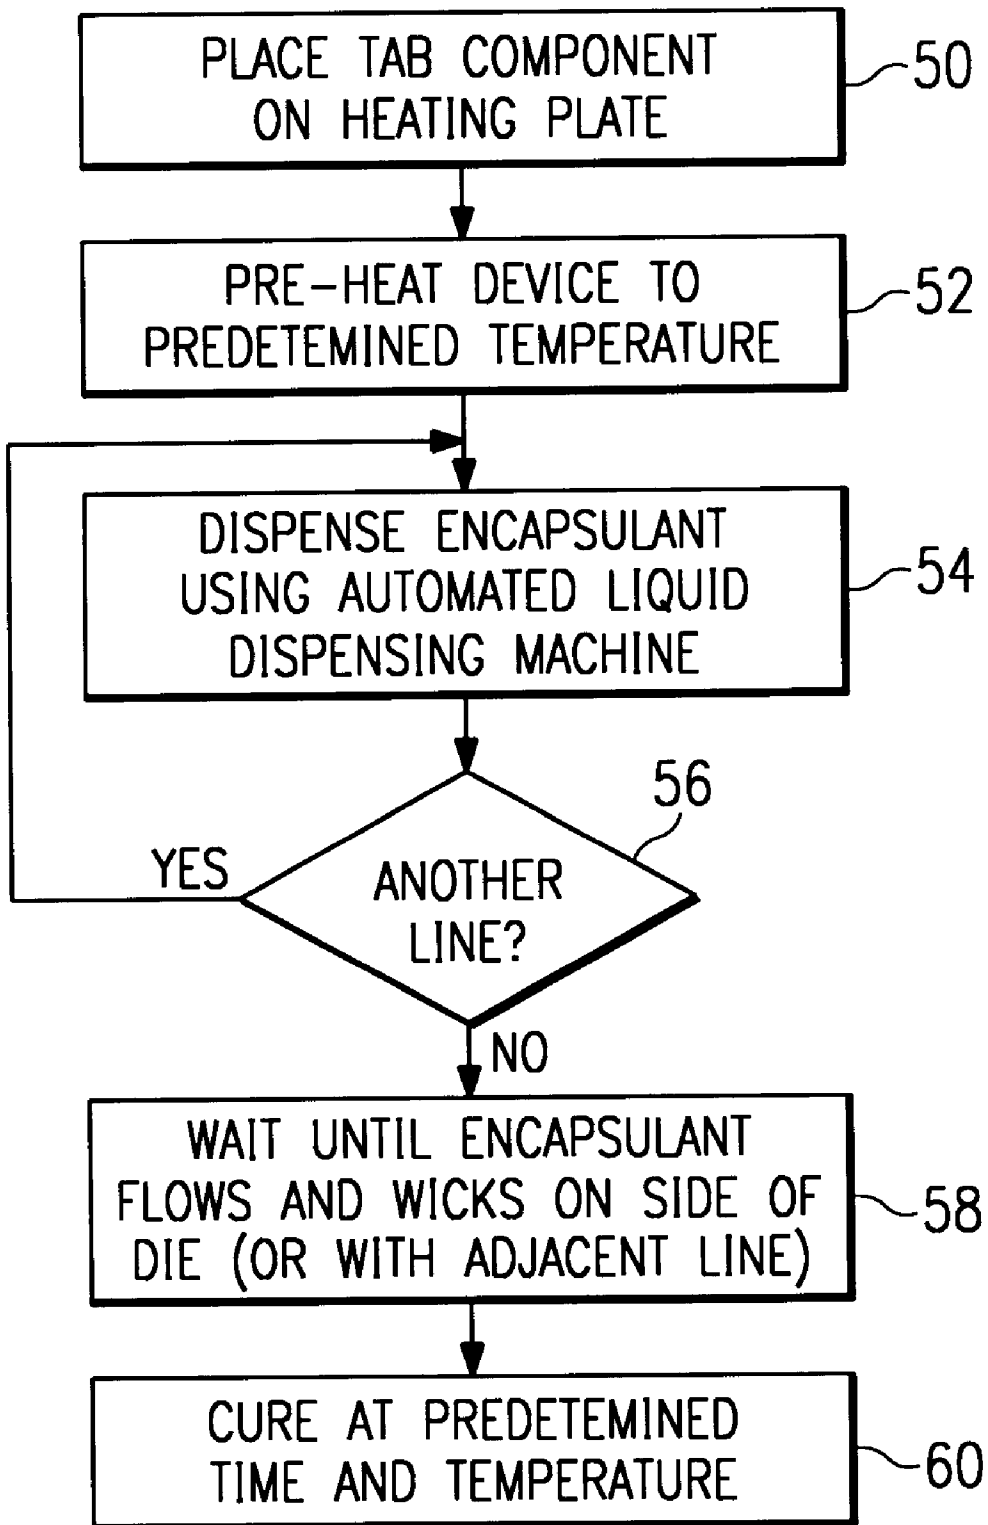 PLACE TAB COMPONENT
ON HEATING PLATE
50
PRE-HEAT DEVICE TO
PREDETEMINED TEMPERATURE
52
DISPENSE ENCAPSULANT
USING AUTOMATED LIQUID
DISPENSING MACHINE
54
56
ANOTHER
LINE?
YES
NO
WAIT UNTIL ENCAPSULANT
FLOWS AND WICKS ON SIDE OF
DIE (OR WITH ADJACENT LINE)
58
CURE AT PREDETEMINED
TIME AND TEMPERATURE
60